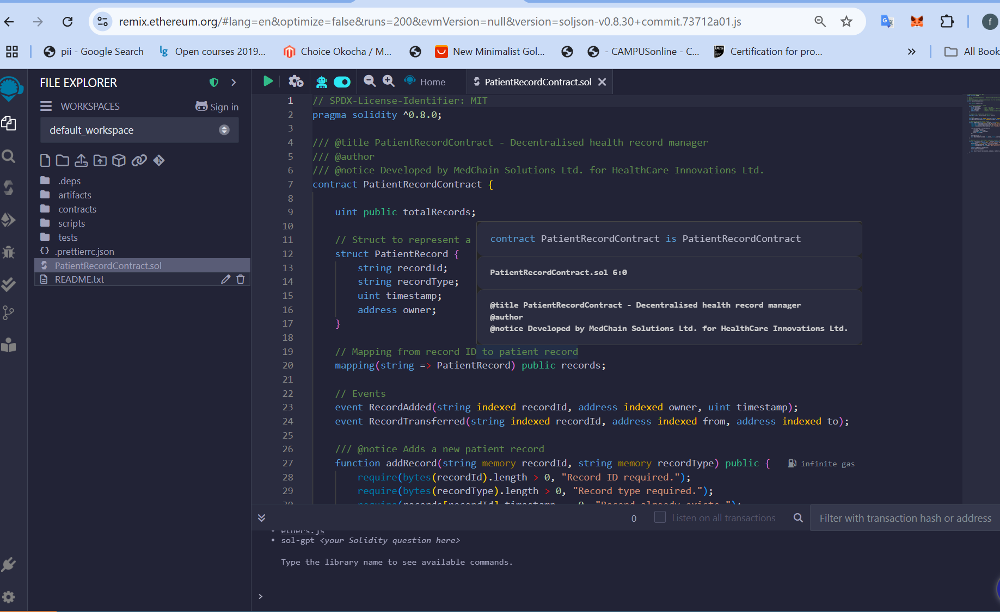 remix.ethereum.org/#lang=en&optimize=false&runs=200&evmVersion=null&version=soljson-v0.8.30+commit.73712a01.js
f
pii - Google Search
lg Open courses 2019...
Choice Okocha / M...
New Minimalist Gol...
- CAMPUSonline - C...
bcs Certification for pro...
All Book
FILE EXPLORER
Home
PatientRecordContract.sol
WORKSPACES
Sign in
default_workspace
.deps
artifacts
contracts
scripts
tests
.prettierrc.json
PatientRecordContract.sol
README.txt
1 // SPDX-License-Identifier: MIT
2 pragma solidity ^0.8.0;
3
4 /// @title PatientRecordContract - Decentralised health record manager
5 /// @author
6 /// @notice Developed by MedChain Solutions Ltd. for HealthCare Innovations Ltd.
7 contract PatientRecordContract {
8
9 uint public totalRecords;
10
11 // Struct to represent a
12 struct PatientRecord {
13 string recordId;
14 string recordType;
15 uint timestamp;
16 address owner;
17 }
18
19 // Mapping from record ID to patient record
20 mapping(string => PatientRecord) public records;
21
22 // Events
23 event RecordAdded(string indexed recordId, address indexed owner, uint timestamp);
24 event RecordTransferred(string indexed recordId, address indexed from, address indexed to);
25
26 /// @notice Adds a new patient record
27 function addRecord(string memory recordId, string memory recordType) public { infinite gas
28 require(bytes(recordId).length > 0, "Record ID required.");
29 require(bytes(recordType).length > 0, "Record type required.");
30 require(records[recordId].timestamp 0, "Record already exists.");
contract PatientRecordContract is PatientRecordContract
PatientRecordContract.sol 6:0
@title PatientRecordContract - Decentralised health record manager
@author
@notice Developed by MedChain Solutions Ltd. for HealthCare Innovations Ltd.
0
Listen on all transactions
Filter with transaction hash or address
• ethers.js
• sol-gpt <your Solidity question here>
Type the library name to see available commands.
>